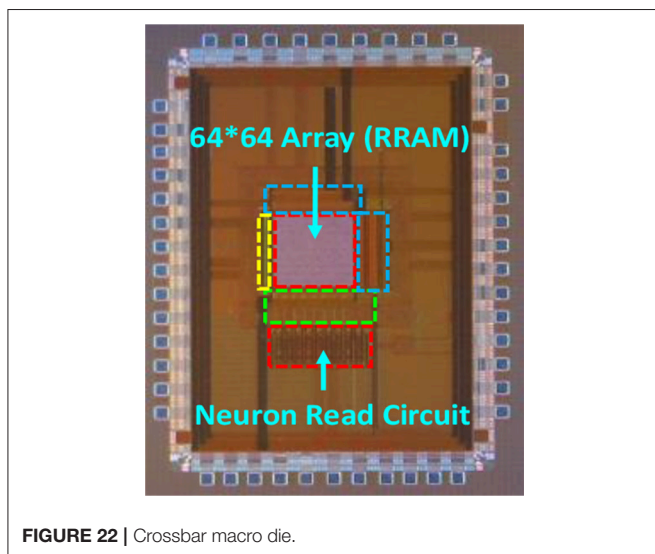 64*64 Array (RRAM)
Neuron Read Circuit
FIGURE 22 | Crossbar macro die.